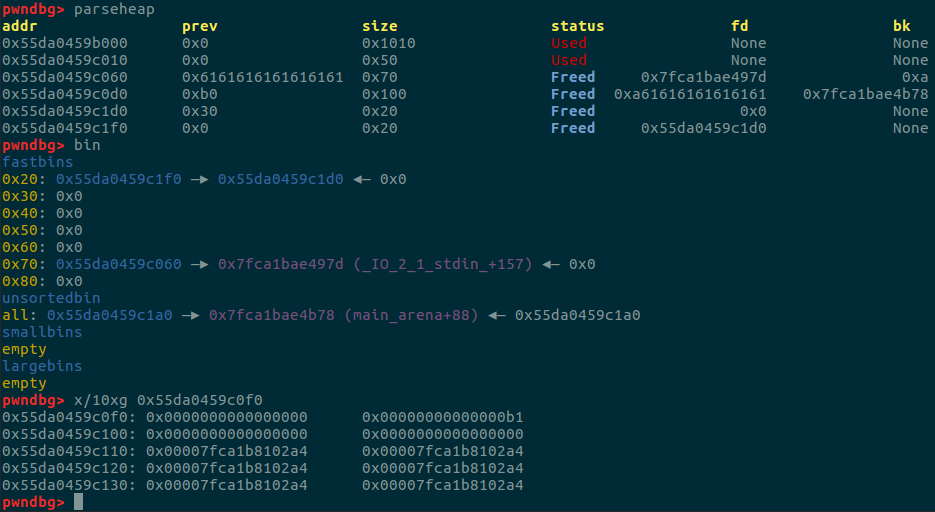 pwndbg> parseheap
addr                prev                size                 status              fd                bk
0x55da0459b000      0x0                 0x1010               Used                None              None
0x55da0459c010      0x0                 0x50                 Used                None              None
0x55da0459c060      0x6161616161616161  0x70                 Freed     0x7fca1bae497d               0xa
0x55da0459c0d0      0xb0                0x100                Freed  0xa61616161616161    0x7fca1bae4b78
0x55da0459c1d0      0x30                0x20                 Freed                0x0              None
0x55da0459c1f0      0x0                 0x20                 Freed     0x55da0459c1d0              None
pwndbg> bin
fastbins
0x20: 0x55da0459c1f0 —▸ 0x55da0459c1d0 ◂— 0x0
0x30: 0x0
0x40: 0x0
0x50: 0x0
0x60: 0x0
0x70: 0x55da0459c060 —▸ 0x7fca1bae497d (_IO_2_1_stdin_+157) ◂— 0x0
0x80: 0x0
unsortedbin
all: 0x55da0459c1a0 —▸ 0x7fca1bae4b78 (main_arena+88) ◂— 0x55da0459c1a0
smallbins
empty
largebins
empty
pwndbg> x/10xg 0x55da0459c0f0
0x55da0459c0f0: 0x0000000000000000      0x00000000000000b1
0x55da0459c100: 0x0000000000000000      0x0000000000000000
0x55da0459c110: 0x00007fca1b8102a4      0x00007fca1b8102a4
0x55da0459c120: 0x00007fca1b8102a4      0x00007fca1b8102a4
0x55da0459c130: 0x00007fca1b8102a4      0x00007fca1b8102a4
pwndbg>